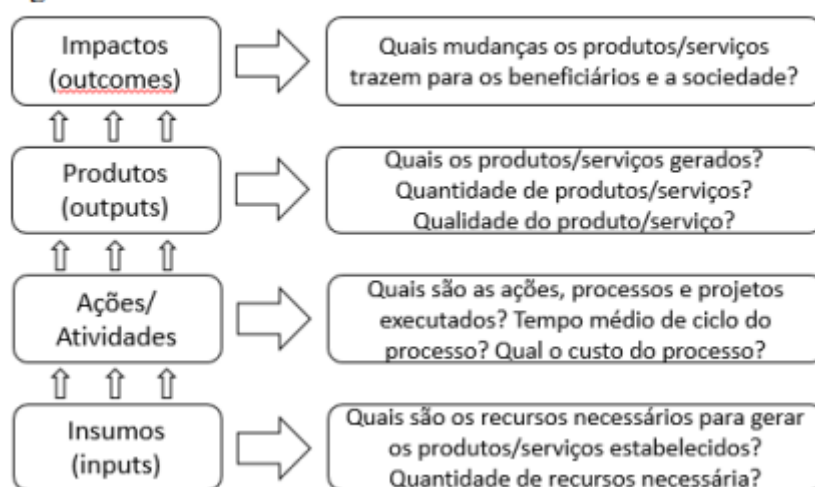 Impactos
(outcomes)
Quais mudanças os produtos/serviços
trazem para os beneficiários e a sociedade?
Produtos
(outputs)
Quais os produtos/serviços gerados?
Quantidade de produtos/serviços?
Qualidade do produto/serviço?
Ações/
Atividades
Quais são as ações, processos e projetos
executados? Tempo médio de ciclo do
processo? Qual o custo do processo?
Insumos
(inputs)
Quais são os recursos necessários para gerar
os produtos/serviços estabelecidos?
Quantidade de recursos necessária?